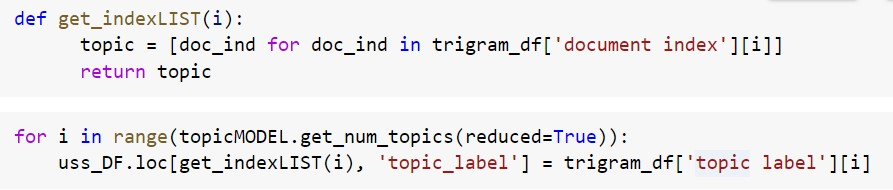 def get_indexLIST(i):
topic = [doc_ind for doc_ind in trigram_df['document index'][i]]
return topic
for i in range(topicMODEL.get_num_topics(reduced=True)):
uss_DF.loc[get_indexLIST(i), 'topic_label'] = trigram_df['topic label'][i]